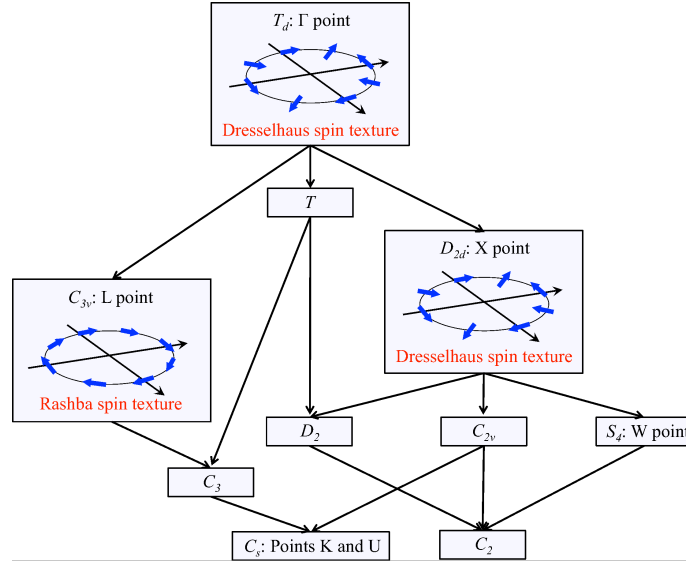 T_d: Γ point
Dresselhaus spin texture
T
D_2d: X point
Dresselhaus spin texture
C_3v: L point
Rashba spin texture
D_2
C_2v
S_4: W point
C_3
C_s: Points K and U
C_2